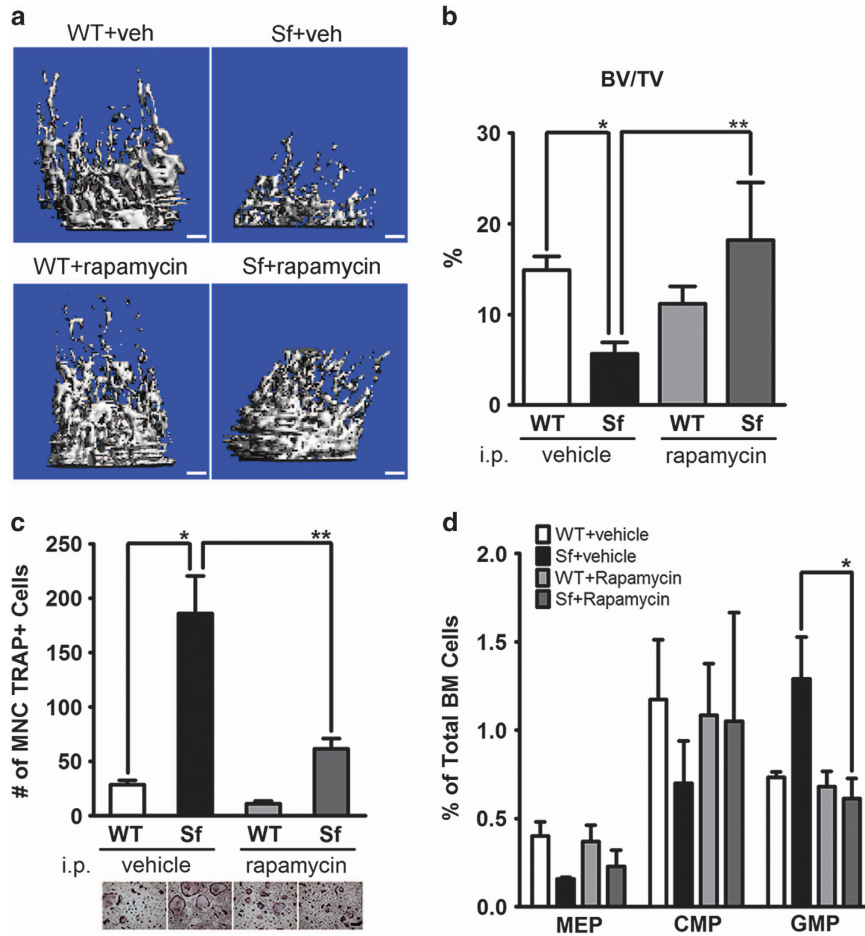 a
WT+veh
Sf+veh
WT+rapamycin
Sf+rapamycin
b
BV/TV
30
20
10
0
%
*
**
WT
Sf
WT
Sf
i.p.
vehicle
rapamycin
c
250
200
150
100
50
0
# of MNC TRAP+ Cells
*
**
WT
Sf
WT
Sf
i.p.
vehicle
rapamycin
d
WT+vehicle
Sf+vehicle
WT+Rapamycin
Sf+Rapamycin
2.0
1.5
1.0
0.5
0.0
% of Total BM Cells
*
MEP
CMP
GMP